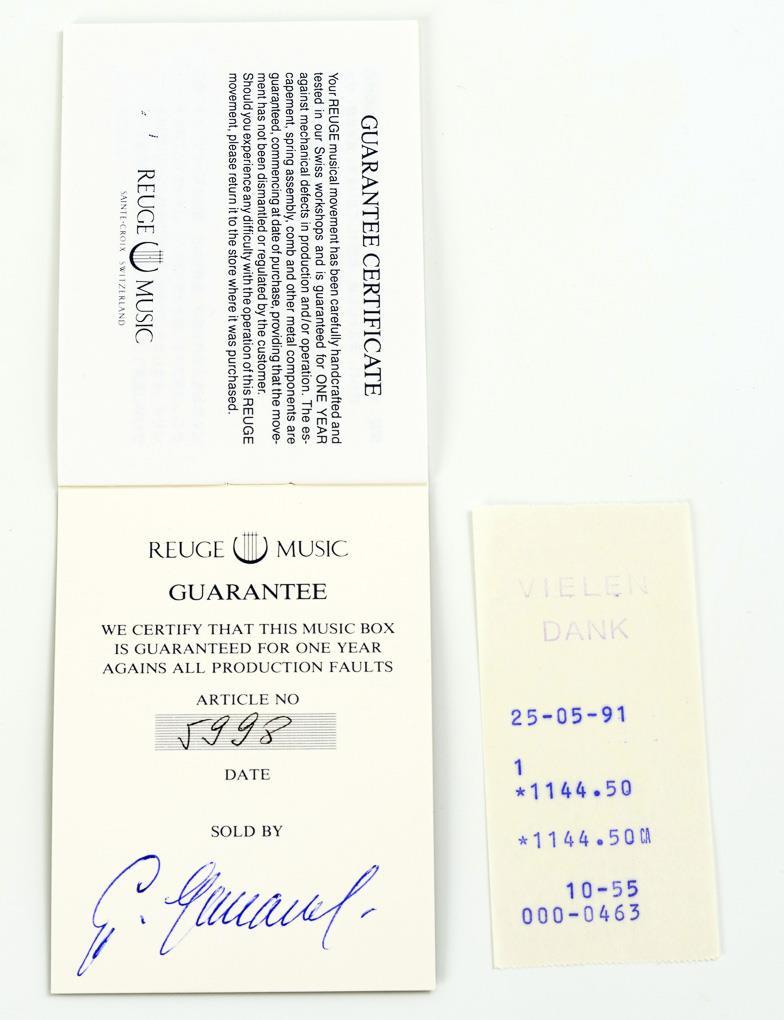 GUARANTEE CERTIFICATE
Your REUGE musical movement has been carefully handcrafted and
tested in our Swiss workshops and is guaranteed for ONE YEAR
against mechanical defects in production and/or operation. The es-
capement, spring assembly, comb and other metal components are
guaranteed, commencing at date of purchase, providing that the move-
ment has not been dismantled or regulated by the customer.
Should you experience any difficulty with the operation of this REUGE
movement, please return it to the store where it was purchased.
REUGE MUSIC
SAINTE-CROIX SWITZERLAND
REUGE MUSIC
GUARANTEE
WE CERTIFY THAT THIS MUSIC BOX
IS GUARANTEED FOR ONE YEAR
AGAINS ALL PRODUCTION FAULTS
ARTICLE NO
5998
DATE
SOLD BY
VIELEN
DANK
25-05-91
1
*1144.50
*1144.50CA
10-55
000-0463